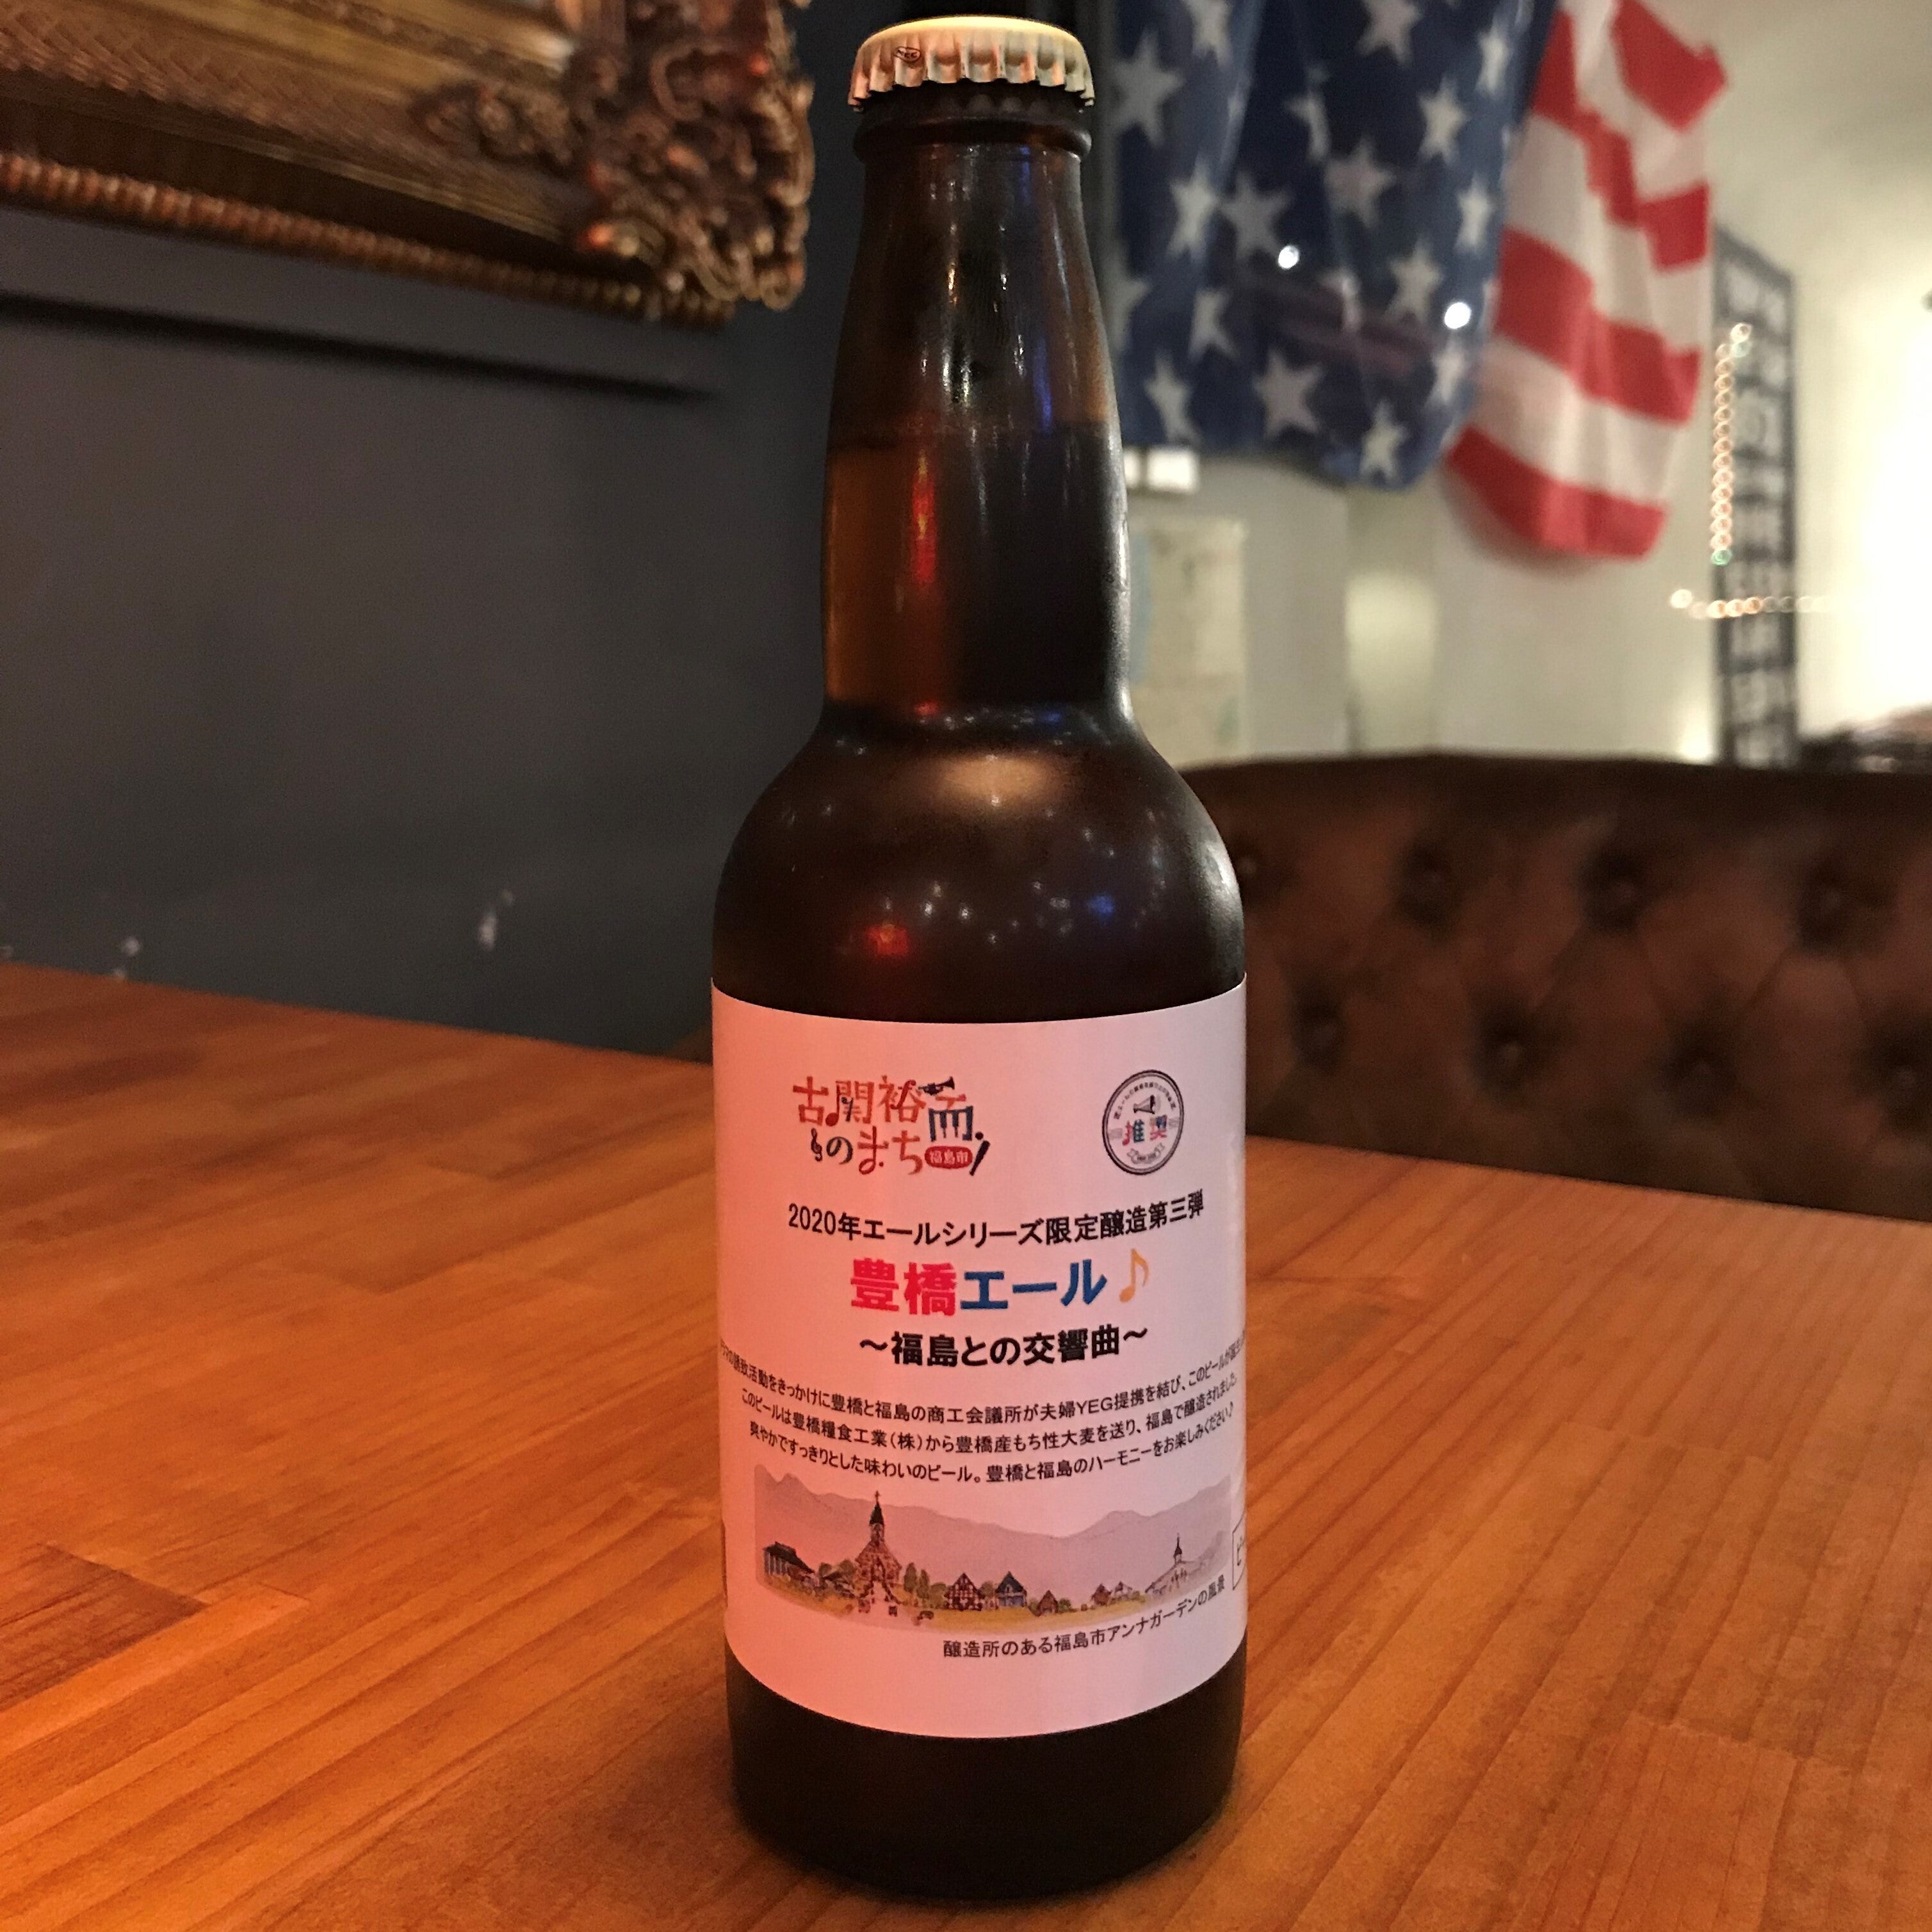 古関裕而
のまち
福島市
推奨
2020年エールシリーズ限定醸造第三弾
豊橋エール♪
～福島との交響曲～
誘致活動をきっかけに豊橋と福島の商工会議所が夫婦YEG提携を結び、このビールが
このビールは豊橋糧食工業（株）から豊橋産もち性大麦を送り、福島で醸造されました。
爽やかですっきりとした味わいのビール。豊橋と福島のハーモニーをお楽しみください♪
醸造所のある福島市アンナガーデンの風景